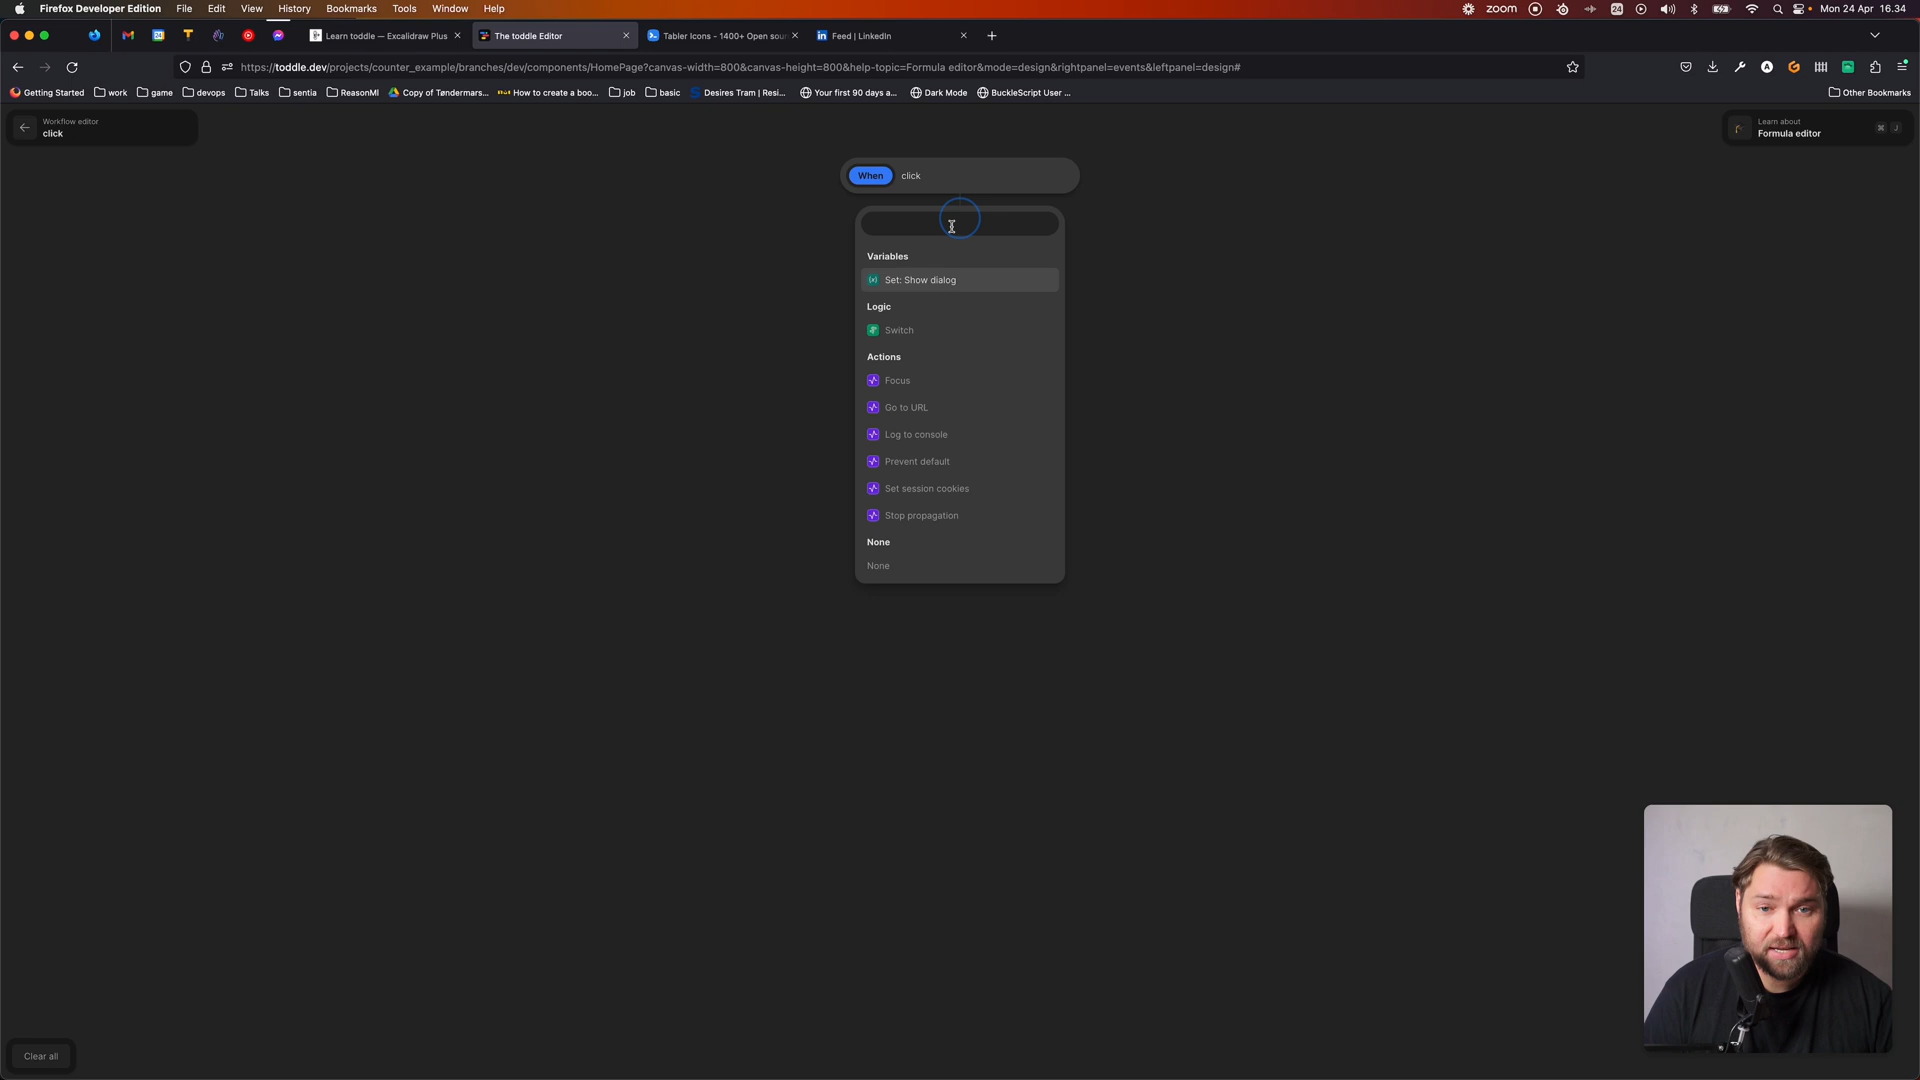 Firefox Developer Edition File Edit View History Bookmarks Tools Window Help zoom 24 Mon 24 Apr 16.34
Learn toddle — Excalidraw Plus The toddle Editor Tabler Icons - 1400+ Open sour Feed | LinkedIn
https://toddle.dev/projects/counter_example/branches/dev/components/HomePage?canvas-width=800&canvas-height=800&help-topic=Formula editor&mode=design&rightpanel=events&leftpanel=design#
Getting Started work game devops Talks sentia ReasonMl Copy of Tøndermars... How to create a boo... job basic Desires Tram | Resi... Your first 90 days a... Dark Mode BuckleScript User ... Other Bookmarks
Workflow editor
click
Learn about
Formula editor
⌘ J
When click
Variables
Set: Show dialog
Logic
Switch
Actions
Focus
Go to URL
Log to console
Prevent default
Set session cookies
Stop propagation
None
None
Clear all